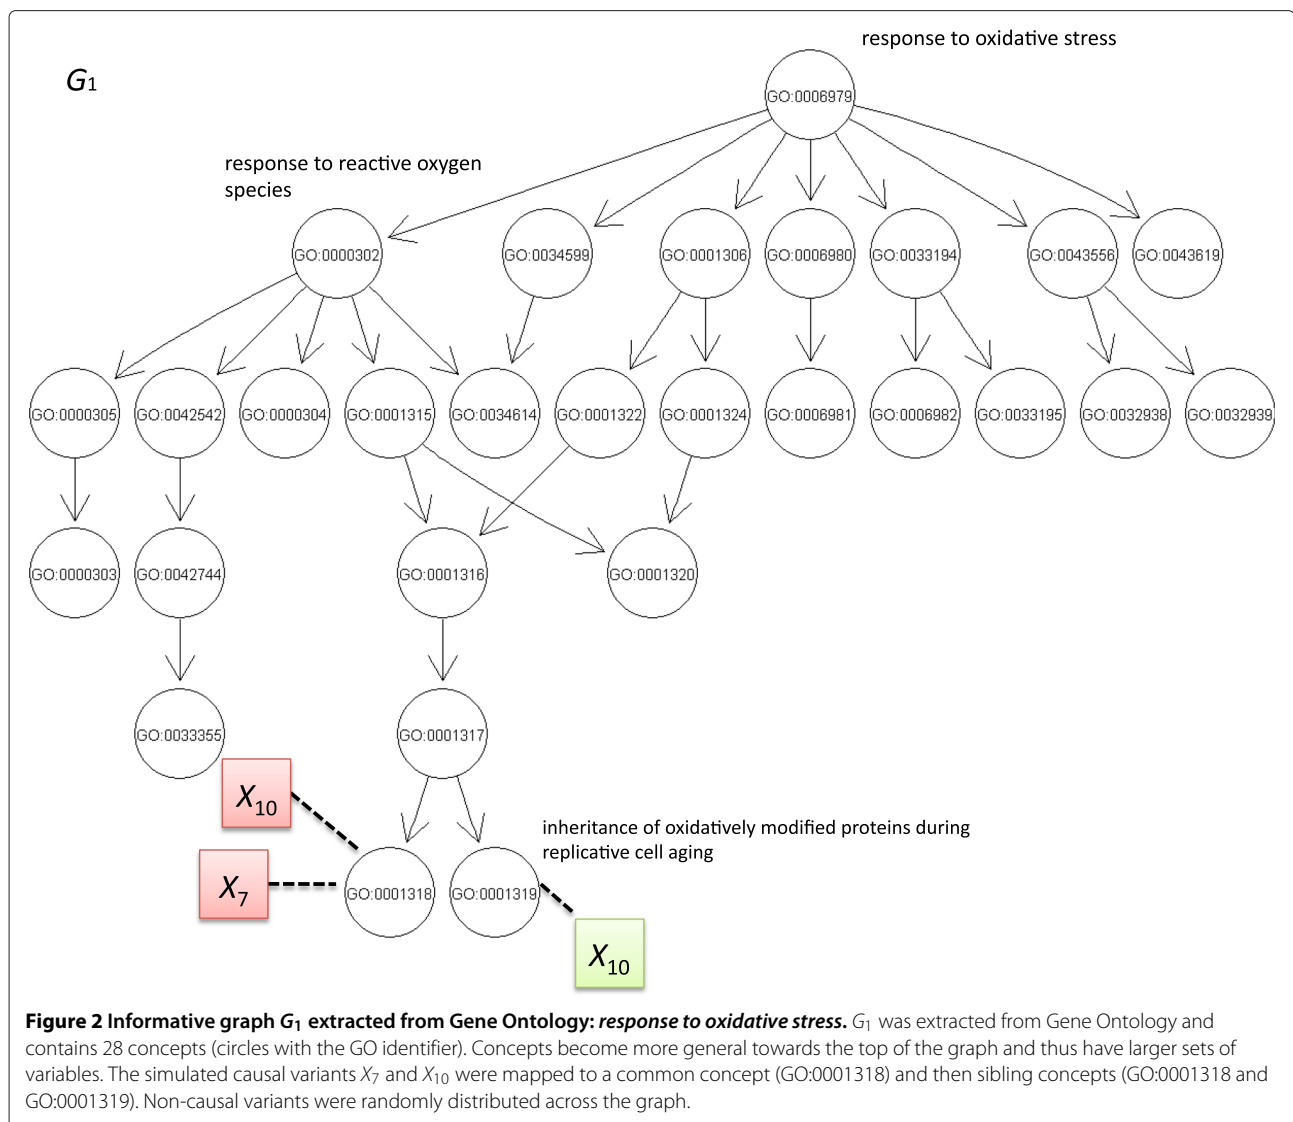 response to oxidative stress
G1
GO:0006979
response to reactive oxygen
species
GO:0000302
GO:0034599
GO:0001306
GO:0006980
GO:0033194
GO:0043556
GO:0043619
GO:0000305
GO:0042542
GO:0000304
GO:0001315
GO:0034614
GO:0001322
GO:0001324
GO:0006981
GO:0006982
GO:0033195
GO:0032938
GO:0032939
GO:0000303
GO:0042744
GO:0001316
GO:0001320
GO:0033355
GO:0001317
X10
inheritance of oxidatively modified proteins during
replicative cell aging
X7
GO:0001318
GO:0001319
X10
Figure 2 Informative graph G1 extracted from Gene Ontology: response to oxidative stress. G1 was extracted from Gene Ontology and
contains 28 concepts (circles with the GO identifier). Concepts become more general towards the top of the graph and thus have larger sets of
variables. The simulated causal variants X7 and X10 were mapped to a common concept (GO:0001318) and then sibling concepts (GO:0001318 and
GO:0001319). Non-causal variants were randomly distributed across the graph.